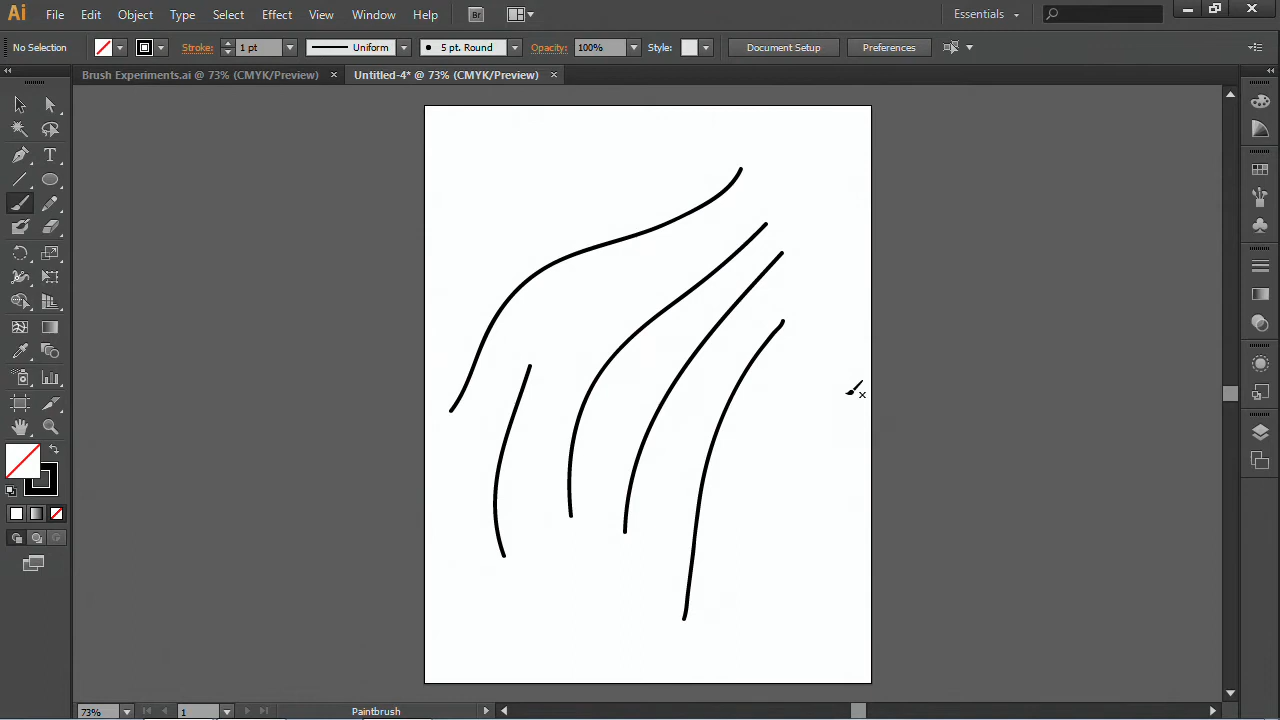 Ai File Edit Object Type Select Effect View Window Help Br Essentials
No Selection Stroke: 1 pt Uniform 5 pt. Round Opacity: 100% Style: Document Setup Preferences
Brush Experiments.ai @ 73% (CMYK/Preview) × Untitled-4* @ 73% (CMYK/Preview) ×
73% 1 Paintbrush